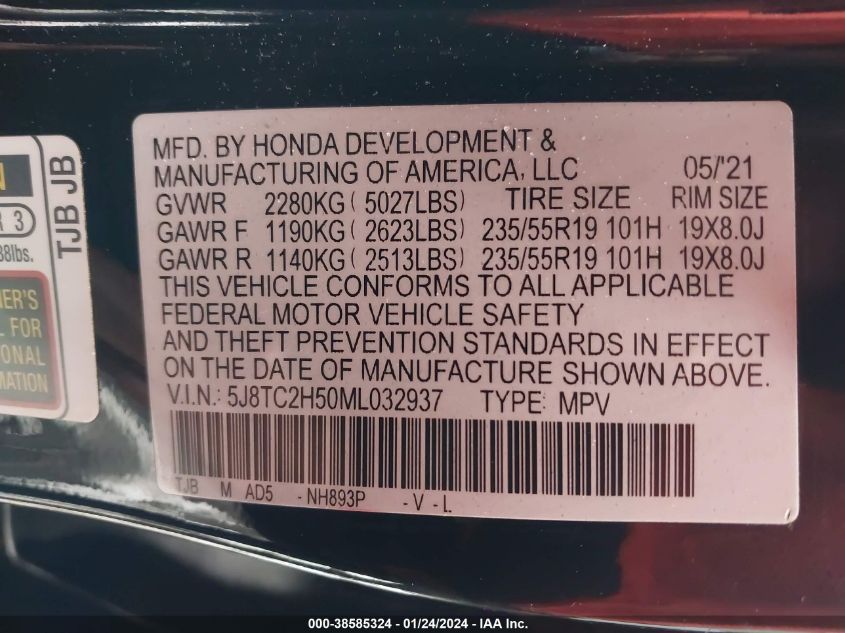 MFD. BY HONDA DEVELOPMENT &
MANUFACTURING OF AMERICA, LLC 05/'21
GVWR 2280KG ( 5027LBS) TIRE SIZE RIM SIZE
GAWR F 1190KG ( 2623LBS) 235/55R19 101H 19X8.0J
GAWR R 1140KG ( 2513LBS) 235/55R19 101H 19X8.0J
THIS VEHICLE CONFORMS TO ALL APPLICABLE
FEDERAL MOTOR VEHICLE SAFETY
AND THEFT PREVENTION STANDARDS IN EFFECT
ON THE DATE OF MANUFACTURE SHOWN ABOVE.
V.I.N.: 5J8TC2H50ML032937 TYPE: MPV
TJB M AD5 -NH893P -V -L
TJB JB
3
FOR
000-38585324 - 01/24/2024 - IAA Inc.